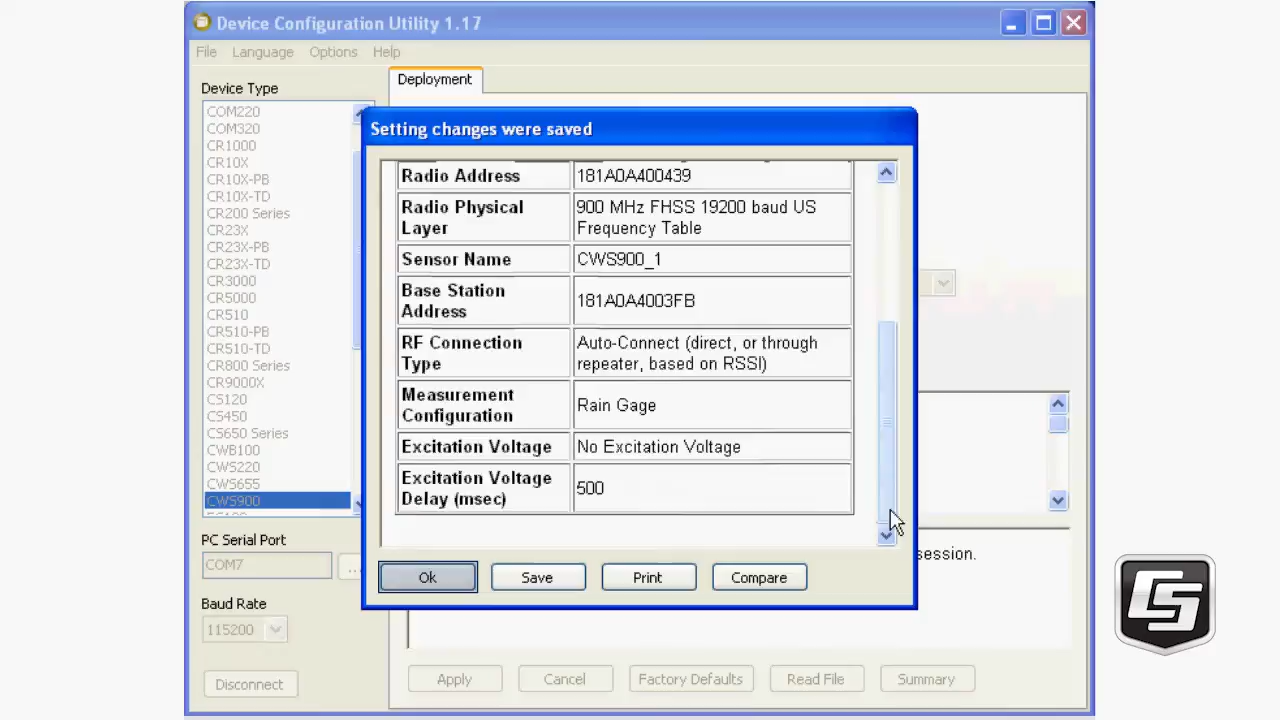 Device Configuration Utility 1.17
File Language Options Help
Device Type
Deployment
COM220
COM320
CR1000
CR10X
CR10X-PB
CR10X-TD
CR200 Series
CR23X
CR23X-PB
CR23X-TD
CR3000
CR5000
CR510
CR510-PB
CR510-TD
CR800 Series
CR9000X
CS120
CS450
CS650 Series
CWB100
CWS220
CWS655
CWS900
PC Serial Port
COM7
...
Baud Rate
115200
Disconnect
Setting changes were saved
Radio Address 181A0A400439
Radio Physical Layer
900 MHz FHSS 19200 baud US
Frequency Table
Sensor Name CWS900_1
Base Station Address
181A0A4003FB
RF Connection Type
Auto-Connect (direct, or through
repeater, based on RSSI)
Measurement Configuration
Rain Gage
Excitation Voltage No Excitation Voltage
Excitation Voltage Delay (msec)
500
Ok Save Print Compare
session.
Apply Cancel Factory Defaults Read File Summary
CS